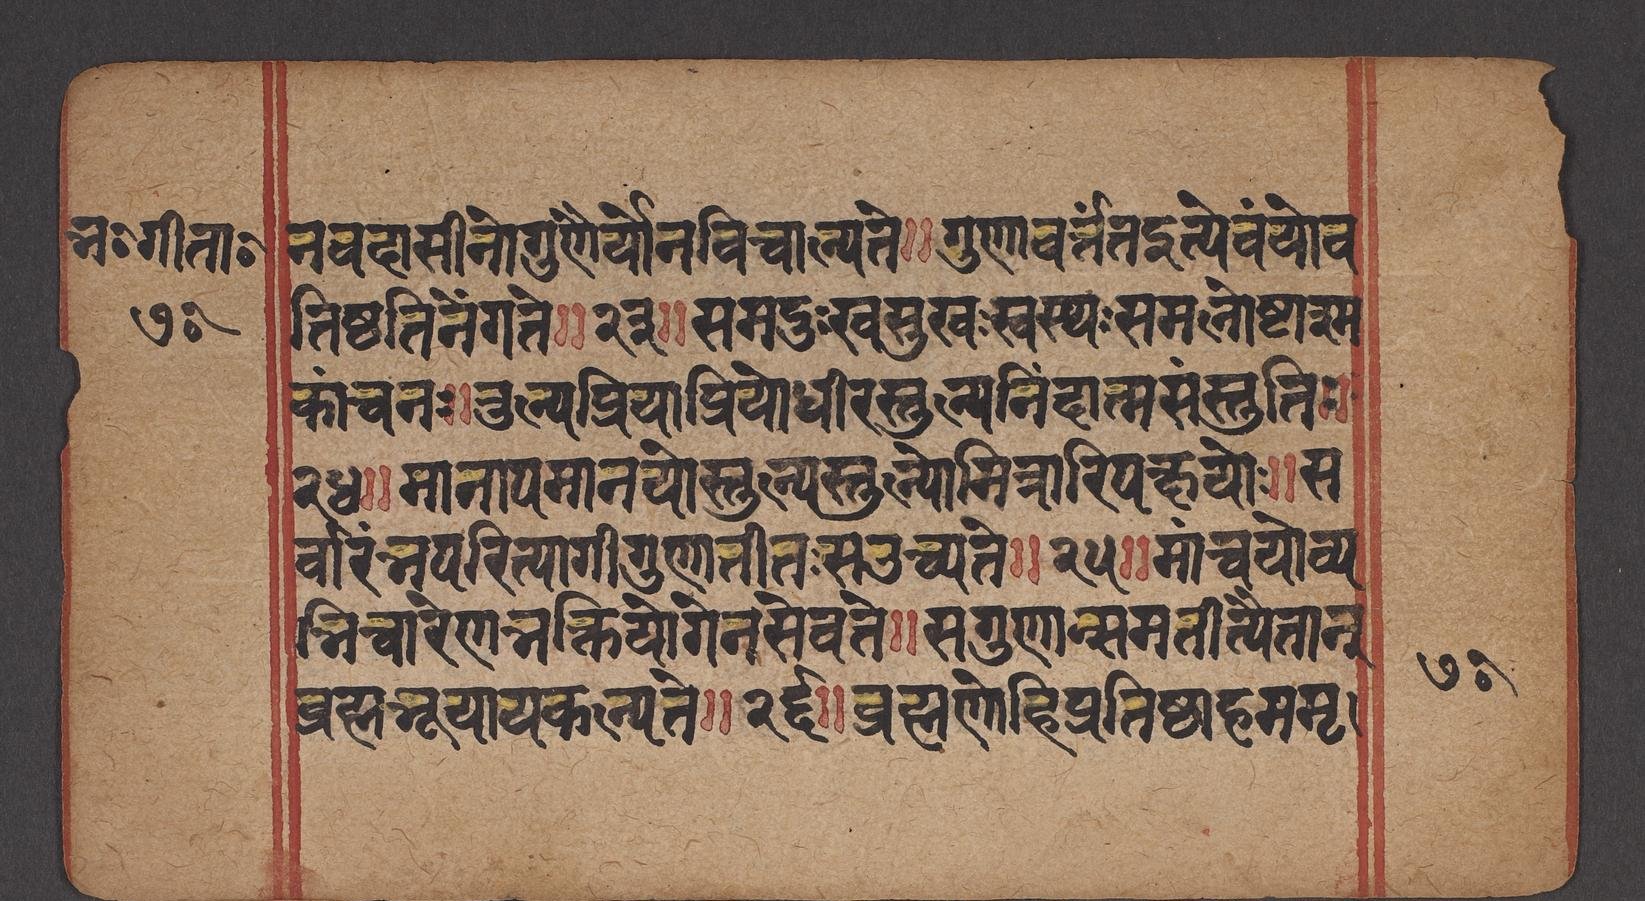 भ॰गीता॰
७१
नवदासीनोगुणैर्योनविचाल्यते॥गुणावर्त्तंतइत्येवंयोव
तिष्ठतिनेंगते॥२३॥समदुःखसुखःस्वस्थःसमलोष्टाश्म
कांचनः॥तुल्यप्रियाप्रियोधीरस्तुल्यनिंदात्मसंस्तुतिः॥
२४॥मानापमानयोस्तुल्यस्तुल्योमित्रारिपक्षयोः॥स
र्वारंभपरित्यागीगुणातीतःसउच्यते॥२५॥मांचयोव्य
भिचारेणभक्तियोगेनसेवते॥सगुणान्समतीत्यैतान्
ब्रह्मभूयायकल्पते॥२६॥ब्रह्मणोहिप्रतिष्ठाहममृ
७१